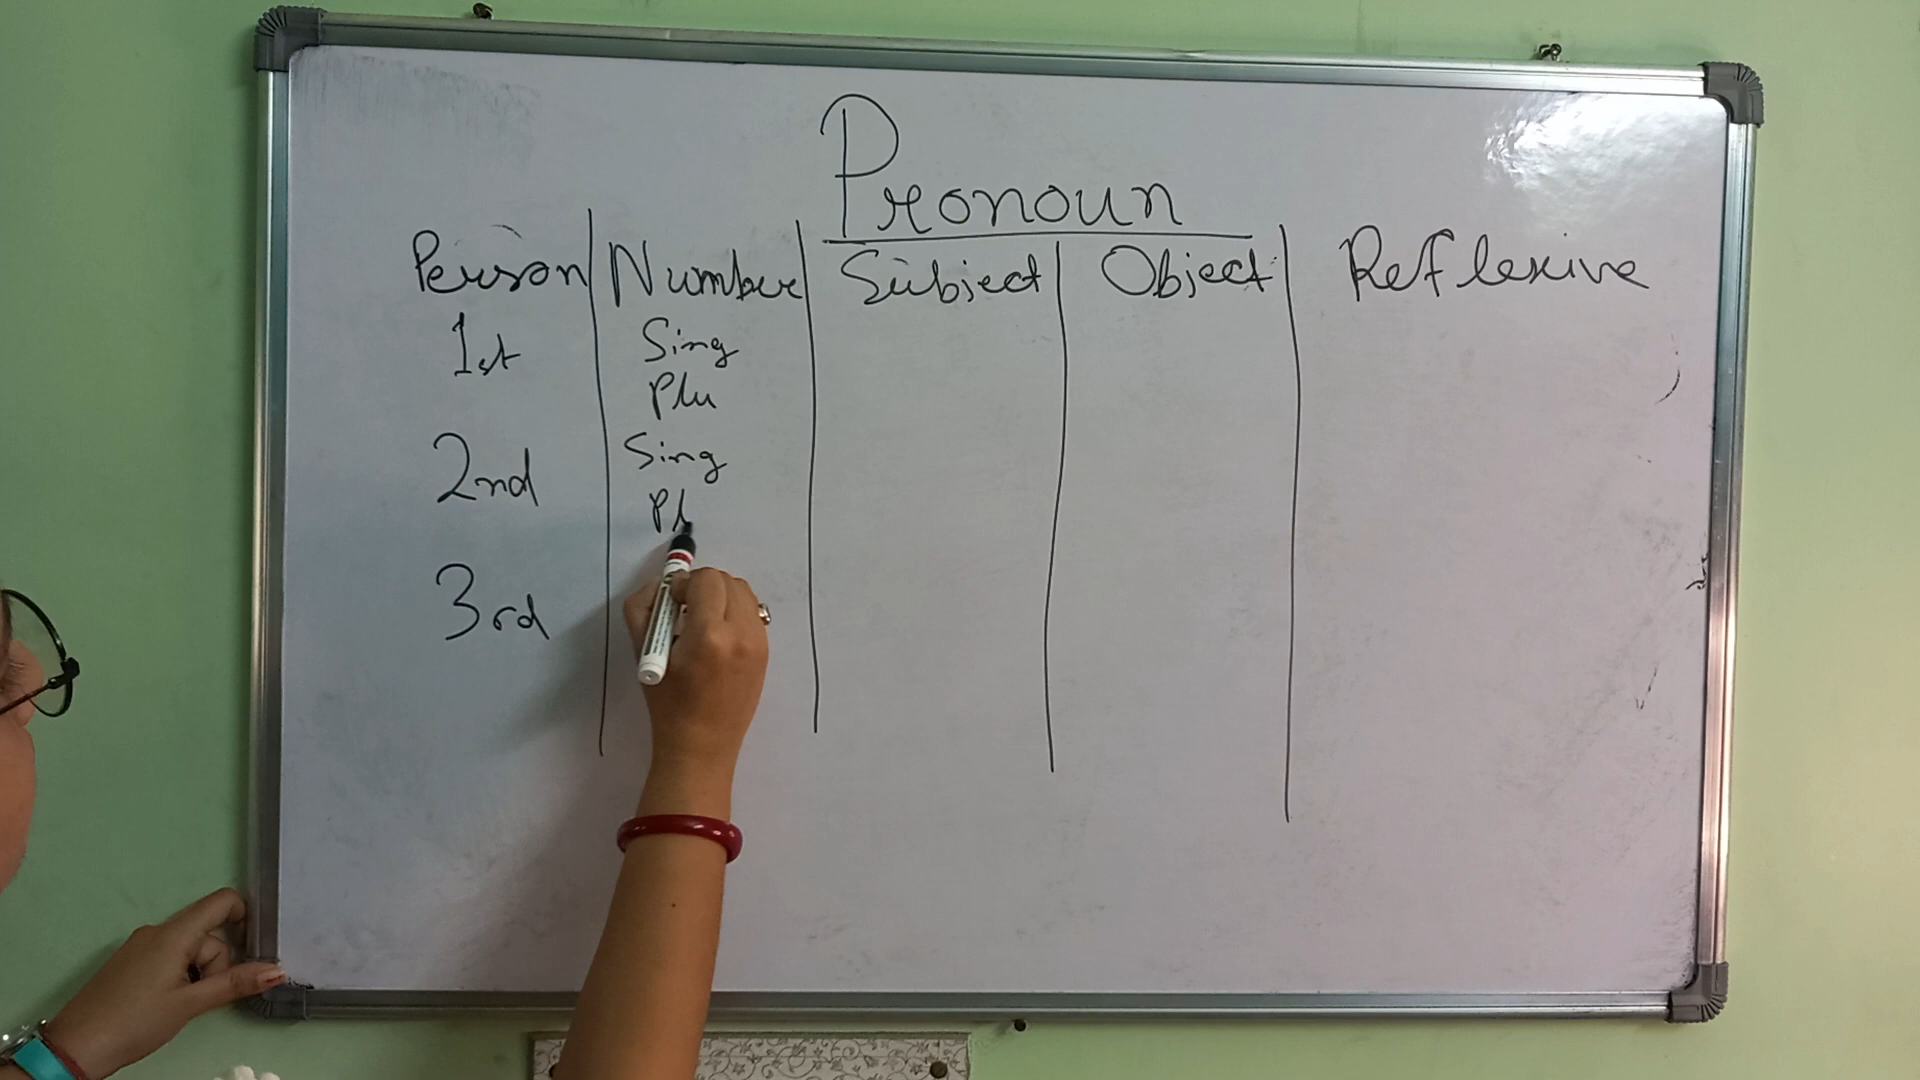 Pronoun
Person Number Subject Object Reflexive
1st Sing
Plu
2nd Sing
Pl
3rd